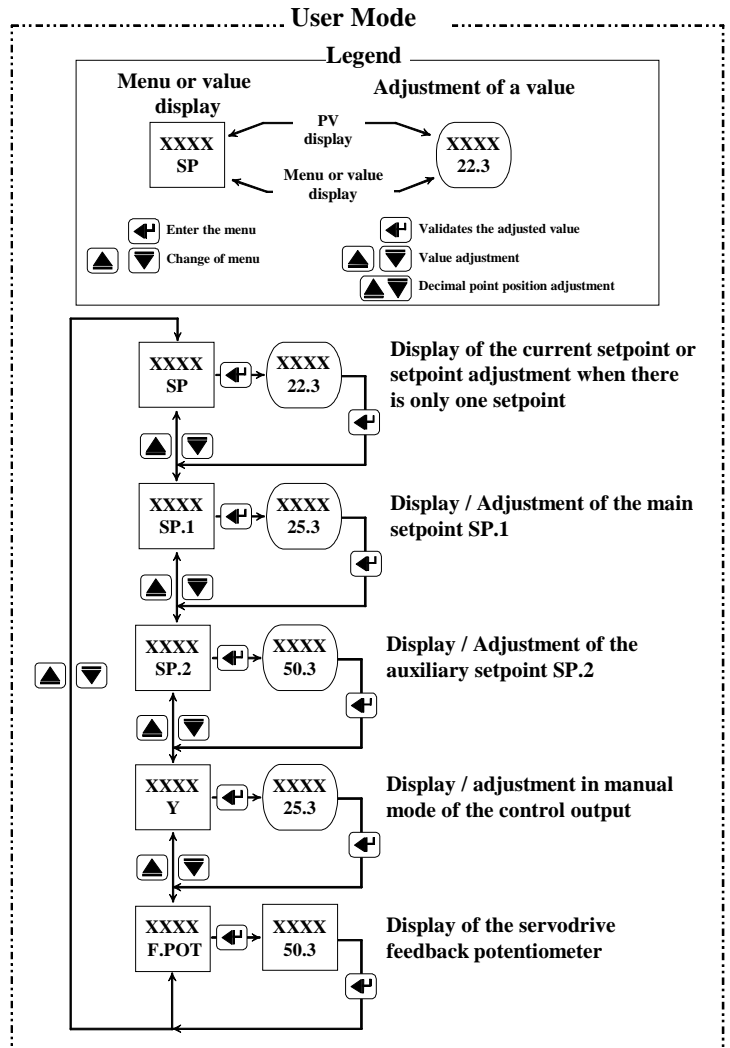 User Mode
Legend
Menu or value
display
Adjustment of a value
XXXX
SP
PV
display
Menu or value
display
XXXX
22.3
Enter the menu
Change of menu
Validates the adjusted value
Value adjustment
Decimal point position adjustment
XXXX
SP
XXXX
22.3
Display of the current setpoint or
setpoint adjustment when there
is only one setpoint
XXXX
SP.1
XXXX
25.3
Display / Adjustment of the main
setpoint SP.1
XXXX
SP.2
XXXX
50.3
Display / Adjustment of the
auxiliary setpoint SP.2
XXXX
Y
XXXX
25.3
Display / adjustment in manual
mode of the control output
XXXX
F.POT
XXXX
50.3
Display of the servodrive
feedback potentiometer